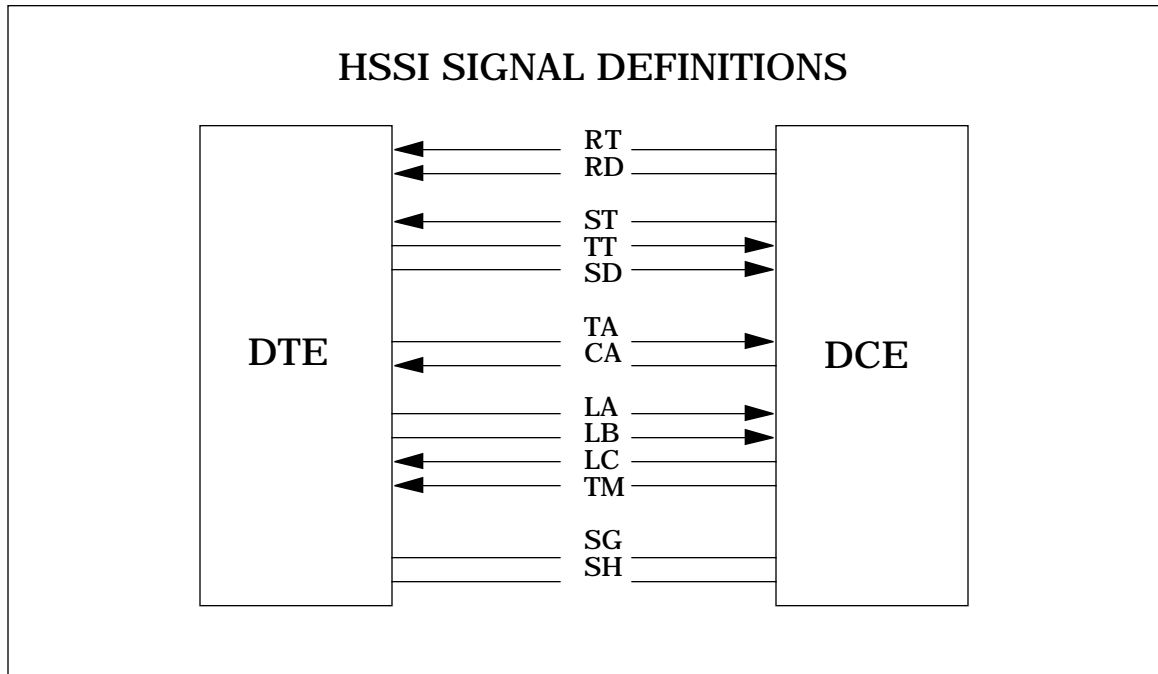 HSSI SIGNAL DEFINITIONS
RT
RD
ST
TT
SD
DTE
TA
CA
DCE
LA
LB
LC
TM
SG
SH